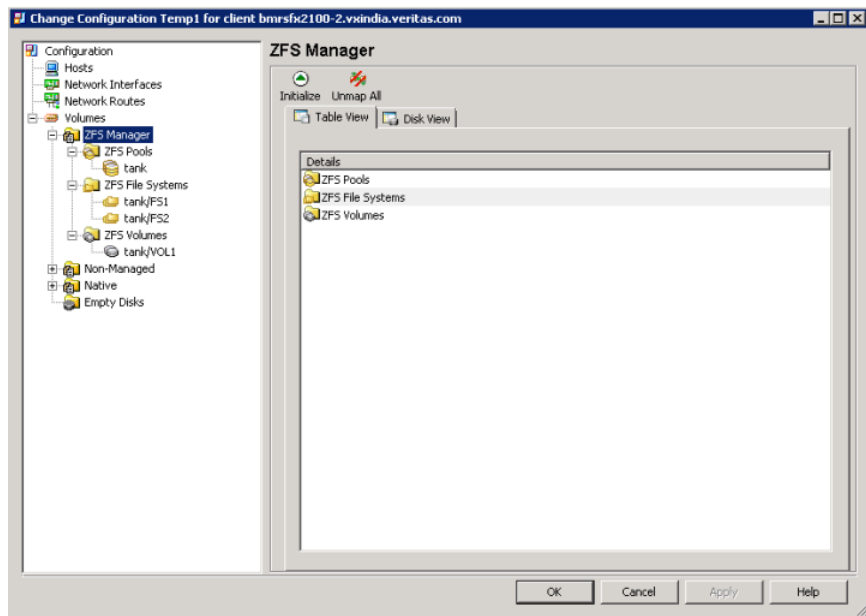 Change Configuration Temp1 for client bmrsfx2100-2.vxindia.veritas.com
Configuration
Hosts
Network Interfaces
Network Routes
Volumes
ZFS Manager
ZFS Pools
tank
ZFS File Systems
tank/FS1
tank/FS2
ZFS Volumes
tank/VOL1
Non-Managed
Native
Empty Disks
ZFS Manager
Initialize Unmap All
Table View Disk View
Details
ZFS Pools
ZFS File Systems
ZFS Volumes
OK Cancel Apply Help